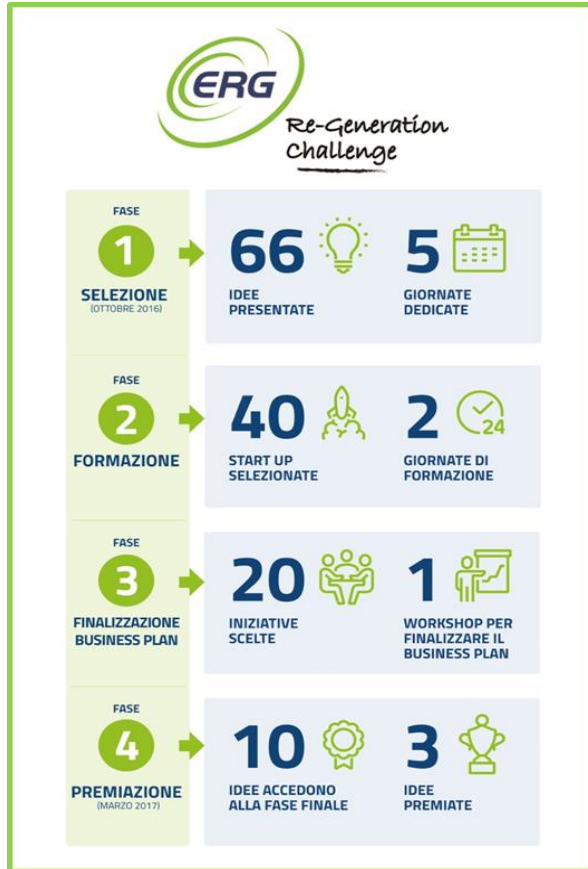 ERG
Re-Generation
Challenge
FASE
1
SELEZIONE
(OTTOBRE 2016)
66
IDEE
PRESENTATE
5
GIORNATE
DEDICATE
FASE
2
FORMAZIONE
40
START UP
SELEZIONATE
2
24
GIORNATE DI
FORMAZIONE
FASE
3
FINALIZZAZIONE
BUSINESS PLAN
20
INIZIATIVE
SCELTE
1
WORKSHOP PER
FINALIZZARE IL
BUSINESS PLAN
FASE
4
PREMIAZIONE
(MARZO 2017)
10
IDEE ACCEDONO
ALLA FASE FINALE
3
IDEE
PREMIATE